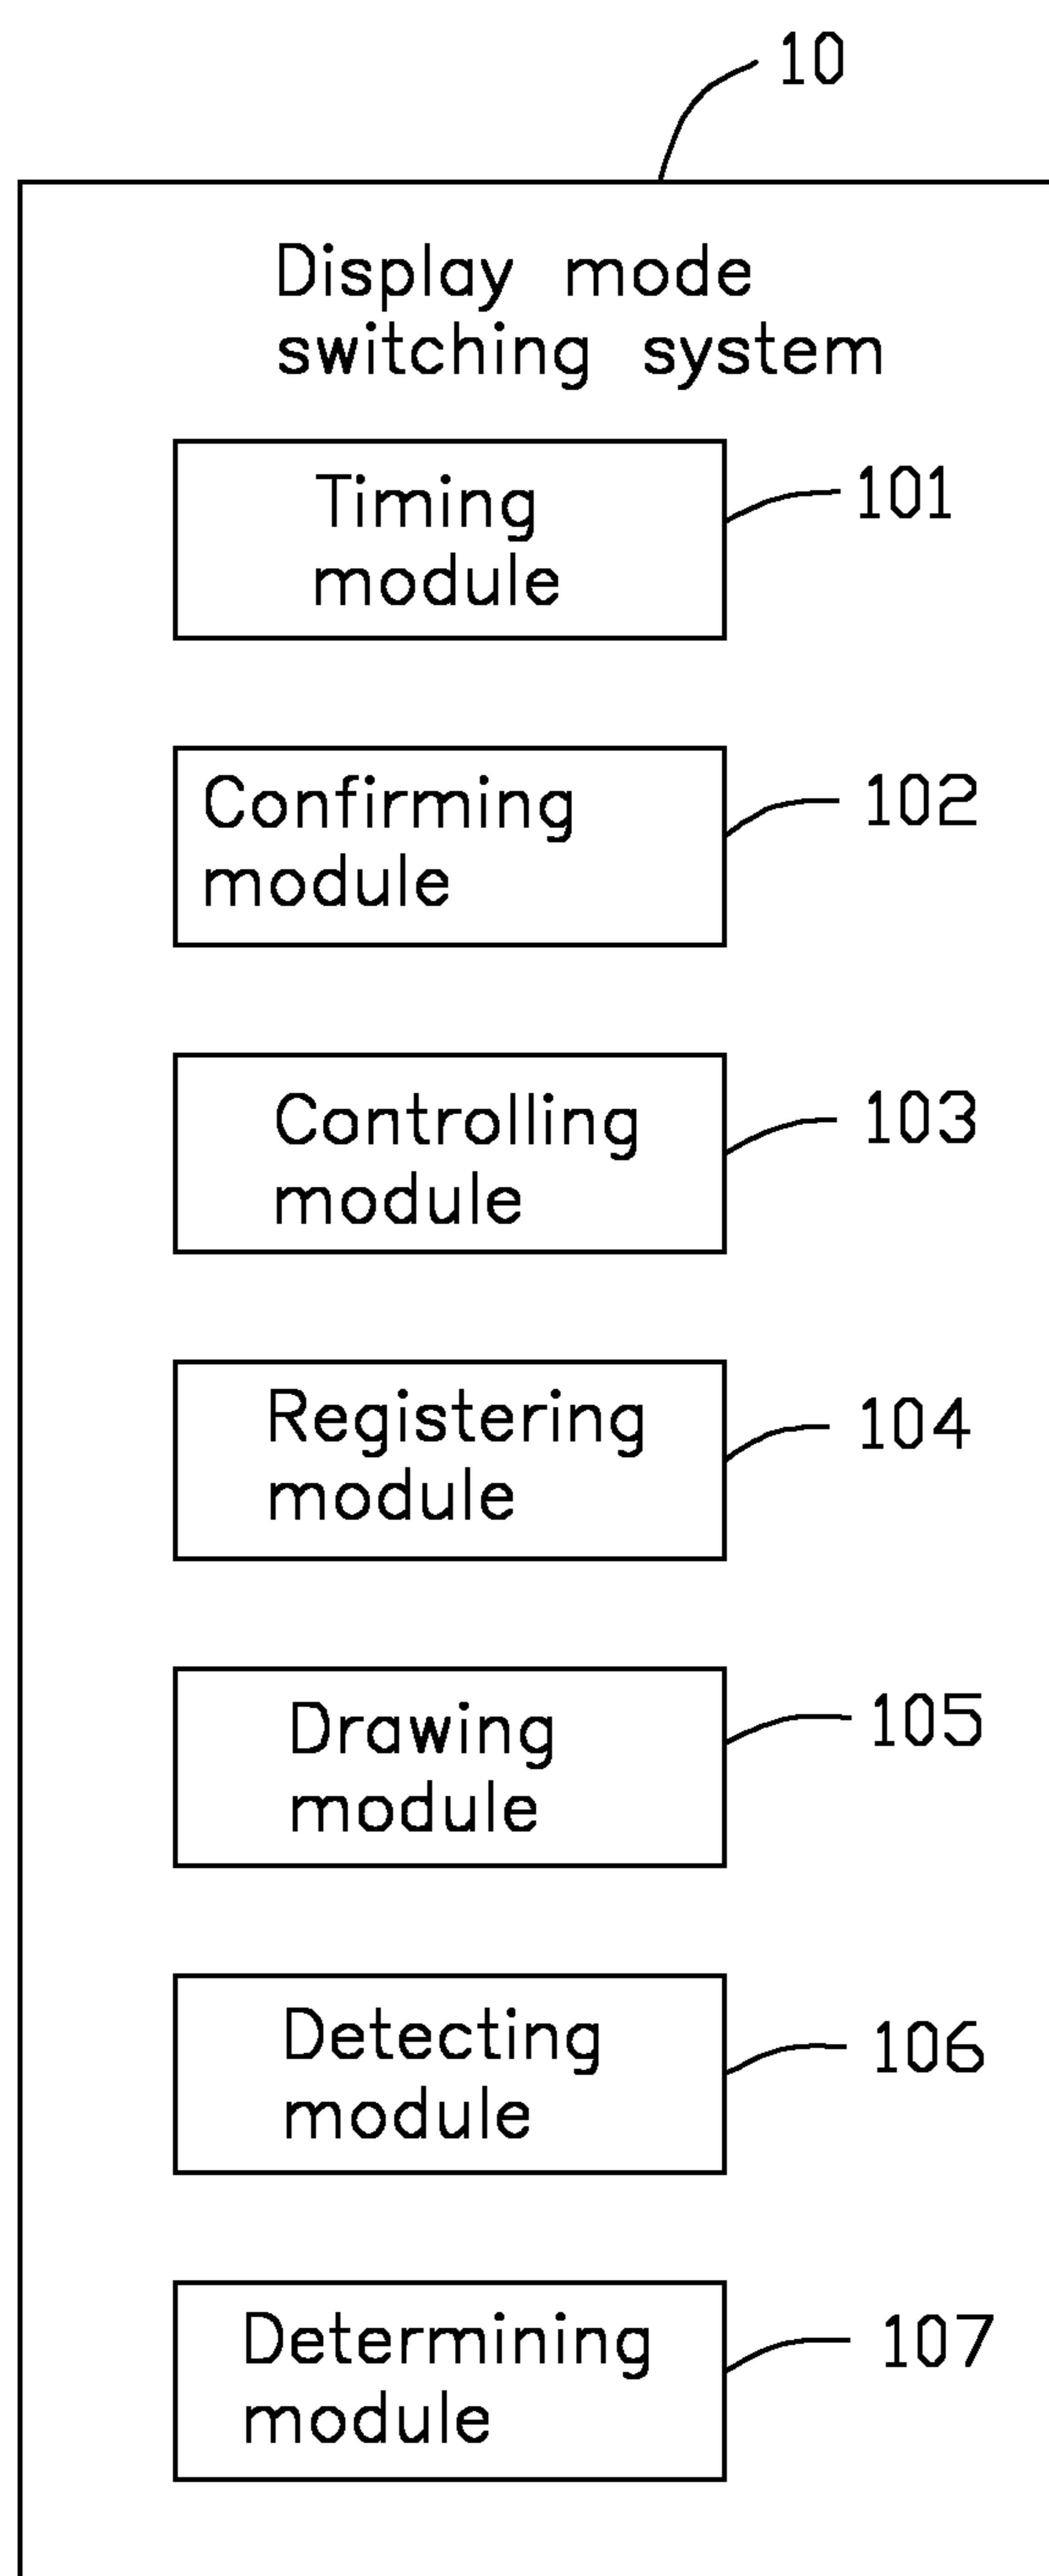 10
Display mode
switching system
Timing
module
101
Confirming
module
102
Controlling
module
103
Registering
module
104
Drawing
module
105
Detecting
module
106
Determining
module
107